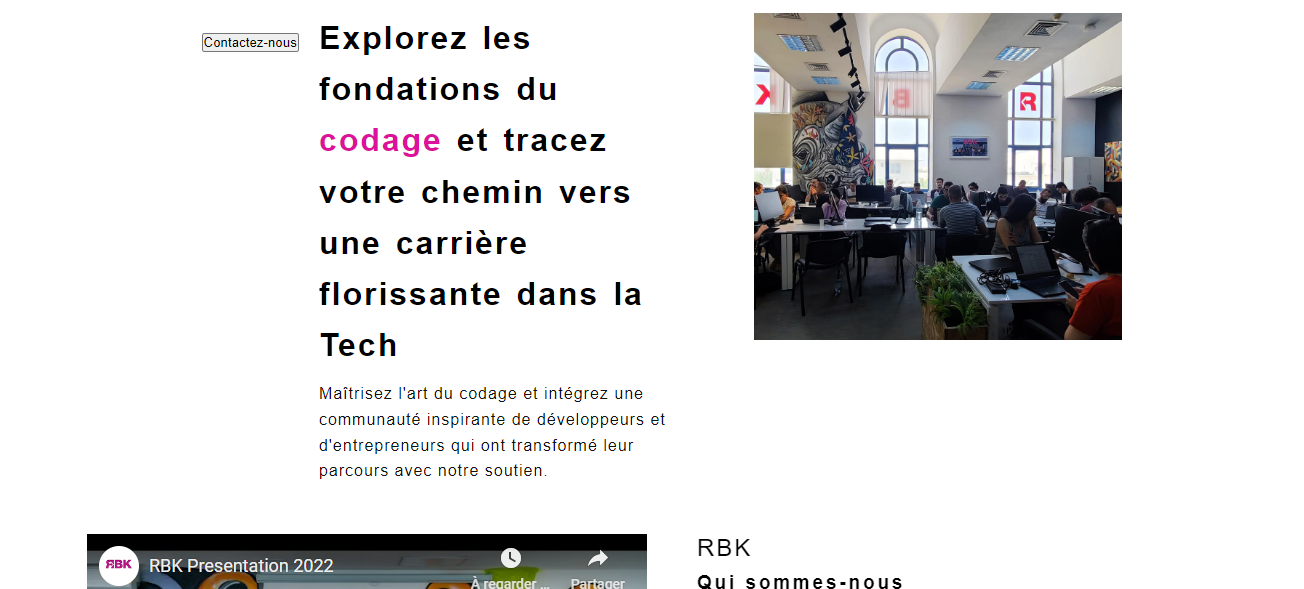 Contactez-nous
Explorez les
fondations du
codage et tracez
votre chemin vers
une carrière
florissante dans la
Tech
Maîtrisez l'art du codage et intégrez une
communauté inspirante de développeurs et
d'entrepreneurs qui ont transformé leur
parcours avec notre soutien.
RBK
RBK Presentation 2022
À regarder ...
Partager
RBK
Qui sommes-nous